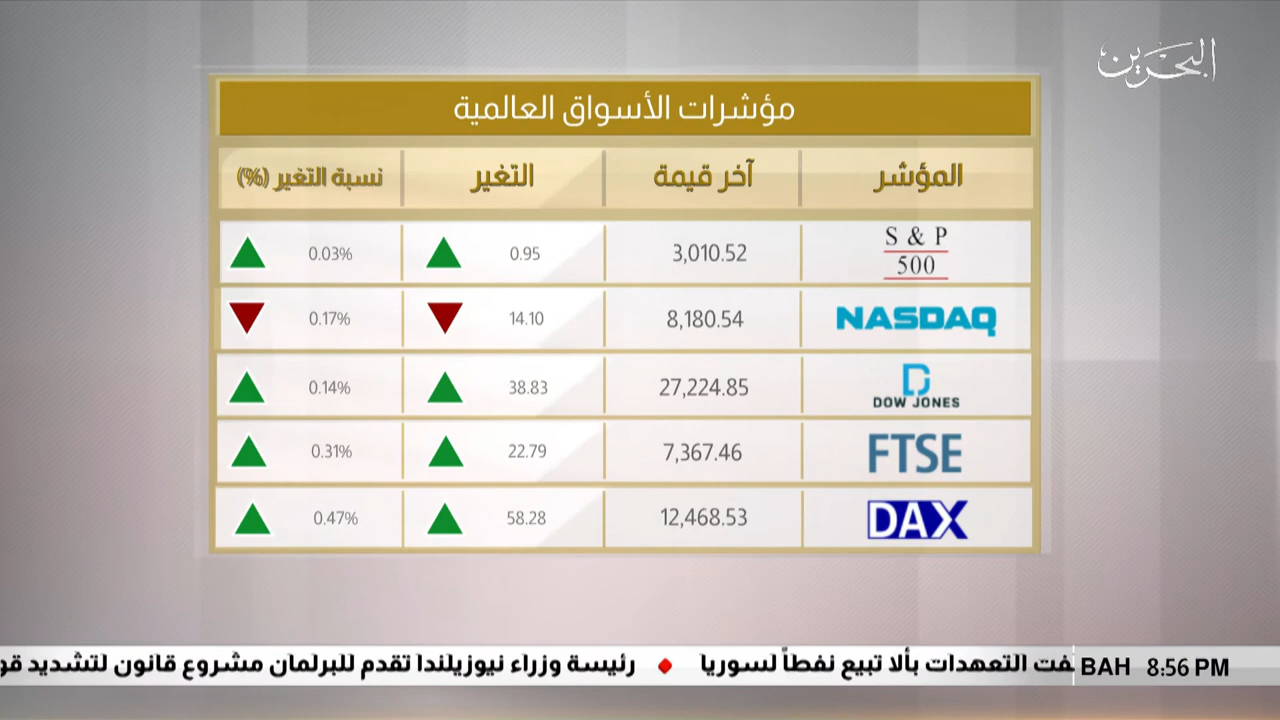 البحرين
مؤشرات الأسواق العالمية
المؤشر آخر قيمة التغير نسبة التغير (%)
S & P
500
3,010.52 0.95 0.03%
NASDAQ 8,180.54 14.10 0.17%
DOW JONES 27,224.85 38.83 0.14%
FTSE 7,367.46 22.79 0.31%
DAX 12,468.53 58.28 0.47%
التعهدات بألا تبيع نفطاً لسوريا رئيسة وزراء نيوزيلندا تقدم للبرلمان مشروع قانون لتشديد
BAH 8:56 PM